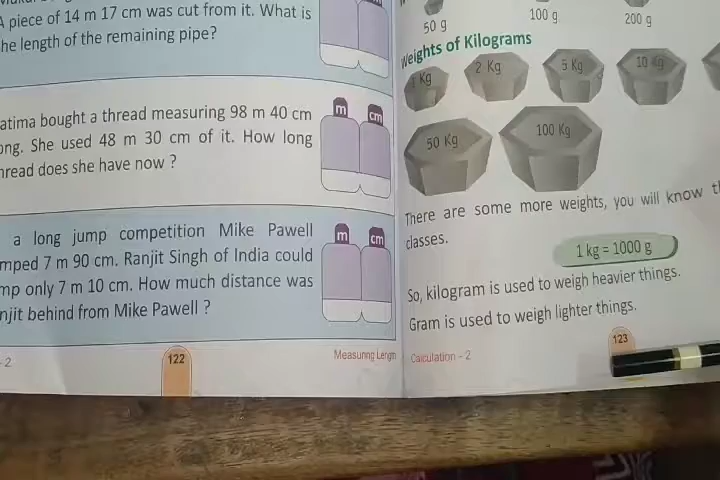 A piece of 14 m 17 cm was cut from it. What is
he length of the remaining pipe?
atima bought a thread measuring 98 m 40 cm
ong. She used 48 m 30 cm of it. How long
hread does she have now ?
m cm
a long jump competition Mike Pawell
mped 7 m 90 cm. Ranjit Singh of India could
mp only 7 m 10 cm. How much distance was
njit behind from Mike Pawell ?
m cm
-2
122
Measuring Length
50 g 100 g 200 g
Weights of Kilograms
1 Kg 2 Kg 5 Kg 10 Kg
50 Kg 100 Kg
There are some more weights, you will know t
classes.
1 kg = 1000 g
So, kilogram is used to weigh heavier things.
Gram is used to weigh lighter things.
Calculation – 2
123